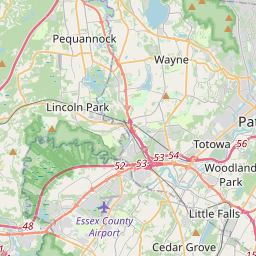 Pequannock
Wayne
Lincoln Park
Totowa
56
52
53
53
54
Woodland
Park
Essex County
Airport
Little Falls
48
Cedar Grove